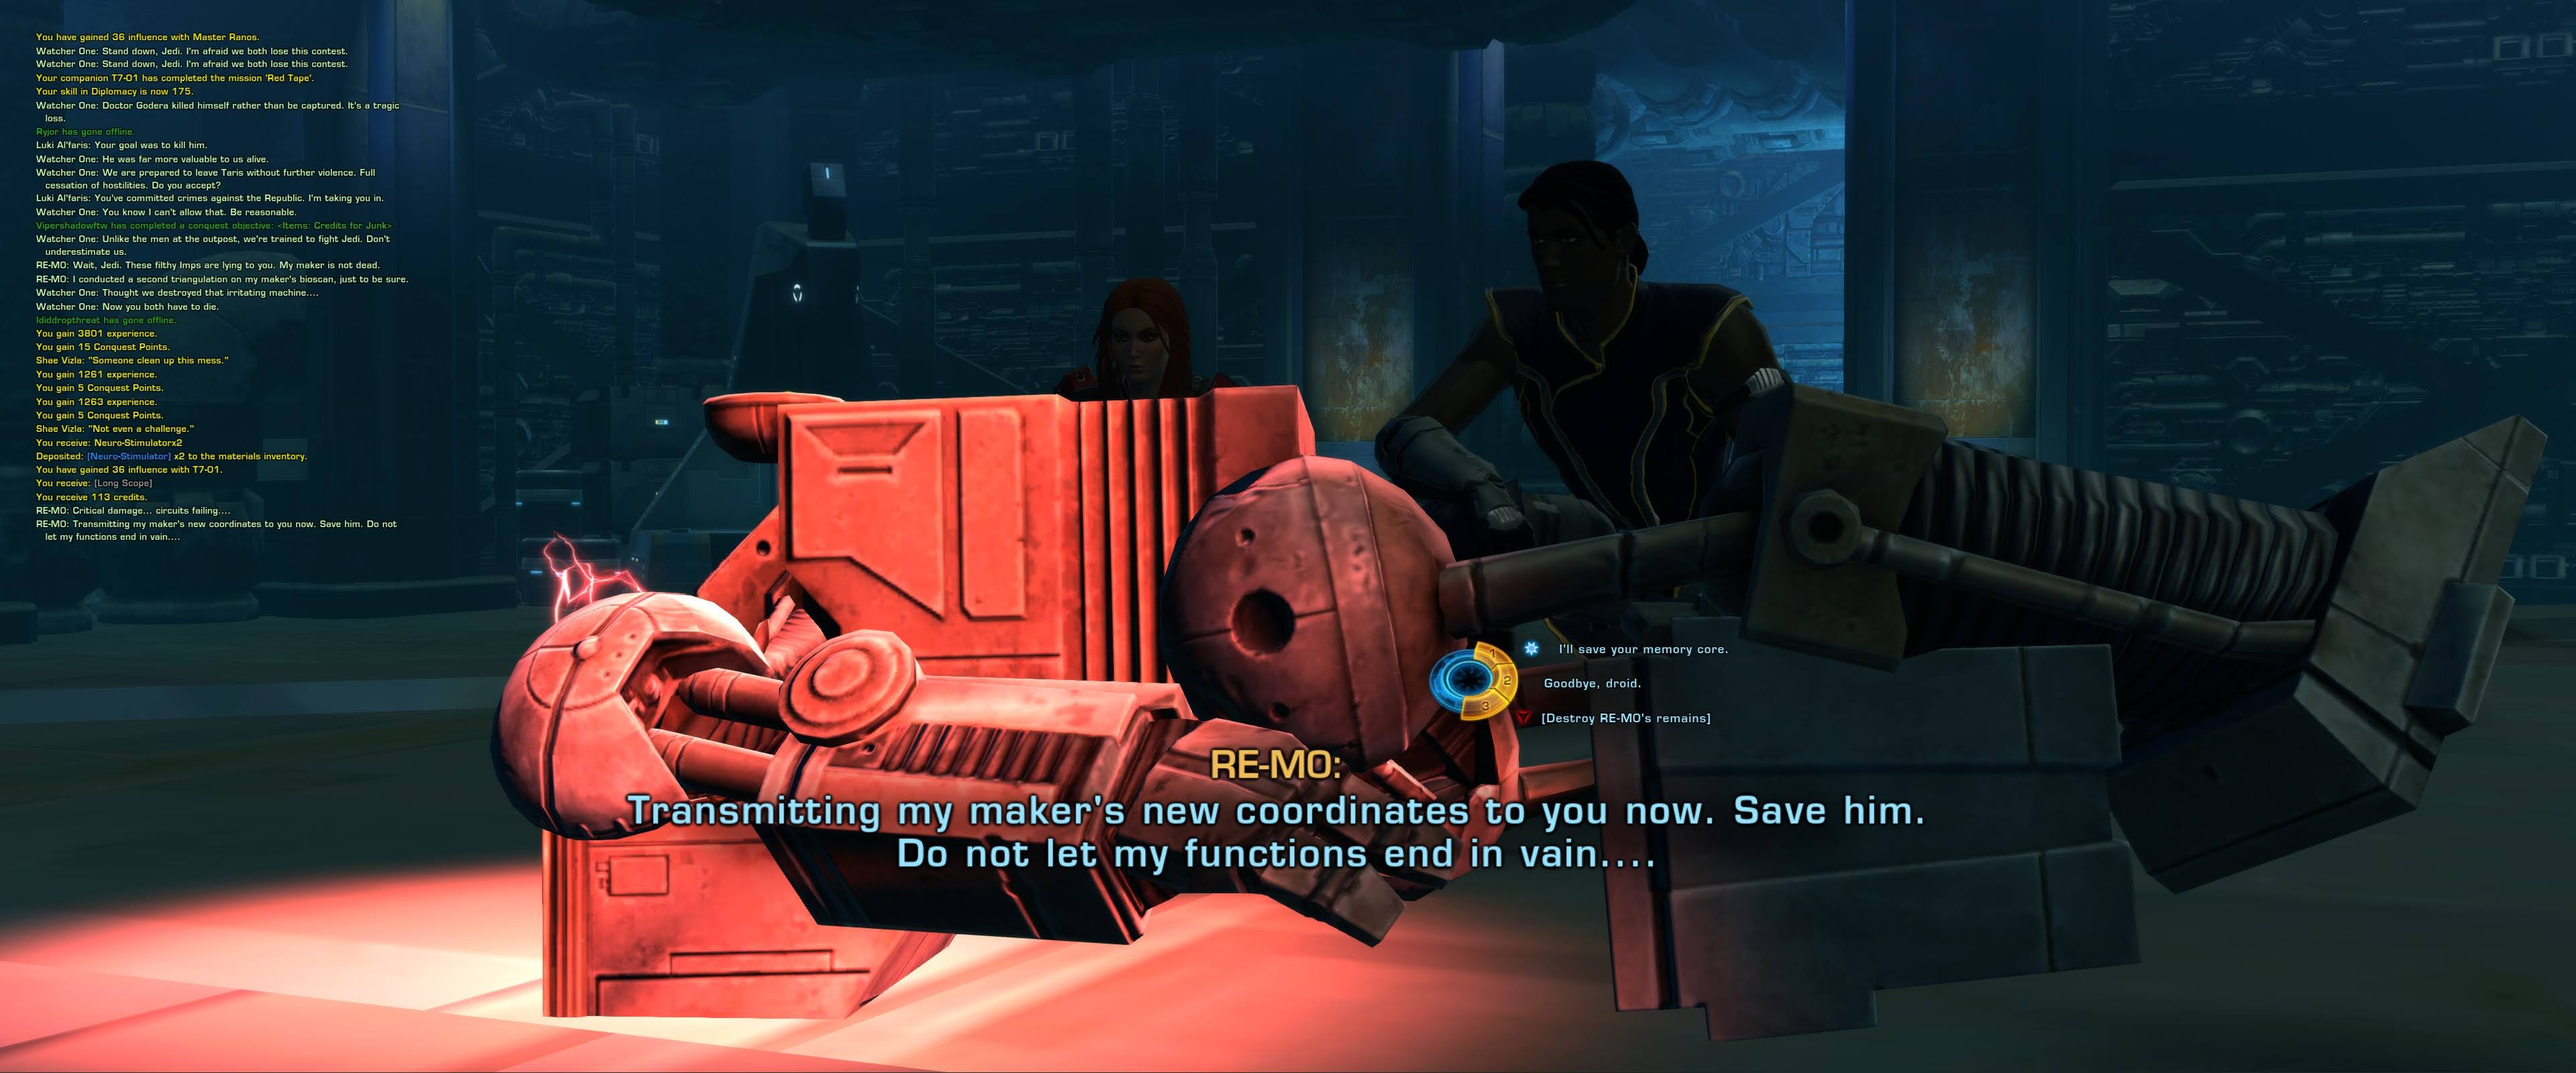 You have gained 36 influence with Master Ranos.
Watcher One: Stand down, Jedi. I'm afraid we both lose this contest.
Watcher One: Stand down, Jedi. I'm afraid we both lose this contest.
Your companion T7-01 has completed the mission 'Red Tape'.
Your skill in Diplomacy is now 175.
Watcher One: Doctor Godera killed himself rather than be captured. It's a tragic
loss.
Ryjor has gone offline.
Luki Al'faris: Your goal was to kill him.
Watcher One: He was far more valuable to us alive.
Watcher One: We are prepared to leave Taris without further violence. Full
cessation of hostilities. Do you accept?
Luki Al'faris: You've committed crimes against the Republic. I'm taking you in.
Watcher One: You know I can't allow that. Be reasonable.
Vipershadowftw has completed a conquest objective: <Items: Credits for Junk>
Watcher One: Unlike the men at the outpost, we're trained to fight Jedi. Don't
underestimate us.
RE-MO: Wait, Jedi. These filthy Imps are lying to you. My maker is not dead.
RE-MO: I conducted a second triangulation on my maker's bioscan, just to be sure.
Watcher One: Thought we destroyed that irritating machine....
Watcher One: Now you both have to die.
Ididdropthreat has gone offline.
You gain 3801 experience.
You gain 15 Conquest Points.
Shae Vizla: "Someone clean up this mess."
You gain 1261 experience.
You gain 5 Conquest Points.
You gain 1263 experience.
You gain 5 Conquest Points.
Shae Vizla: "Not even a challenge."
You receive: Neuro-Stimulatorx2
Deposited: [Neuro-Stimulator] x2 to the materials inventory.
You have gained 36 influence with T7-01.
You receive: [Long Scope]
You receive 113 credits.
RE-MO: Critical damage... circuits failing....
RE-MO: Transmitting my maker's new coordinates to you now. Save him. Do not
let my functions end in vain....
1 I'll save your memory core.
2 Goodbye, droid.
3 [Destroy RE-MO's remains]
RE-MO:
Transmitting my maker's new coordinates to you now. Save him.
Do not let my functions end in vain....